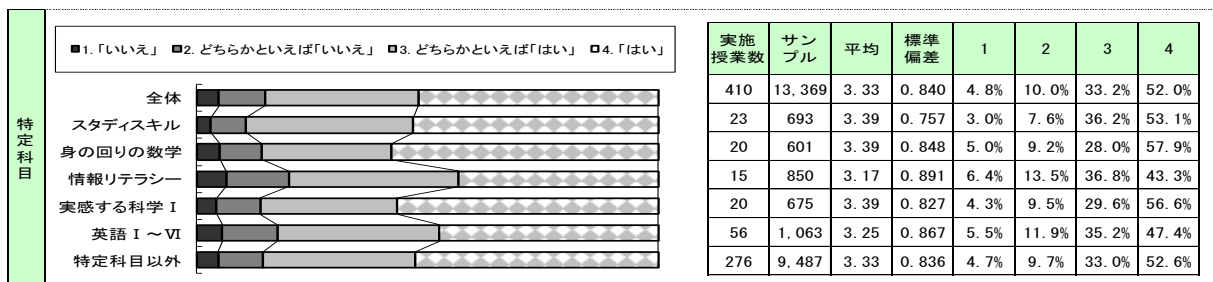 特定科目
1. 「いいえ」 2. どちらかといえば「いいえ」 3. どちらかといえば「はい」 4. 「はい」
全体
スタディスキル
身の回りの数学
情報リテラシー
実感する科学Ⅰ
英語Ⅰ～Ⅵ
特定科目以外
実施授業数 サンプル 平均 標準偏差 1 2 3 4
410 13,369 3.33 0.840 4.8% 10.0% 33.2% 52.0%
23 693 3.39 0.757 3.0% 7.6% 36.2% 53.1%
20 601 3.39 0.848 5.0% 9.2% 28.0% 57.9%
15 850 3.17 0.891 6.4% 13.5% 36.8% 43.3%
20 675 3.39 0.827 4.3% 9.5% 29.6% 56.6%
56 1,063 3.25 0.867 5.5% 11.9% 35.2% 47.4%
276 9,487 3.33 0.836 4.7% 9.7% 33.0% 52.6%